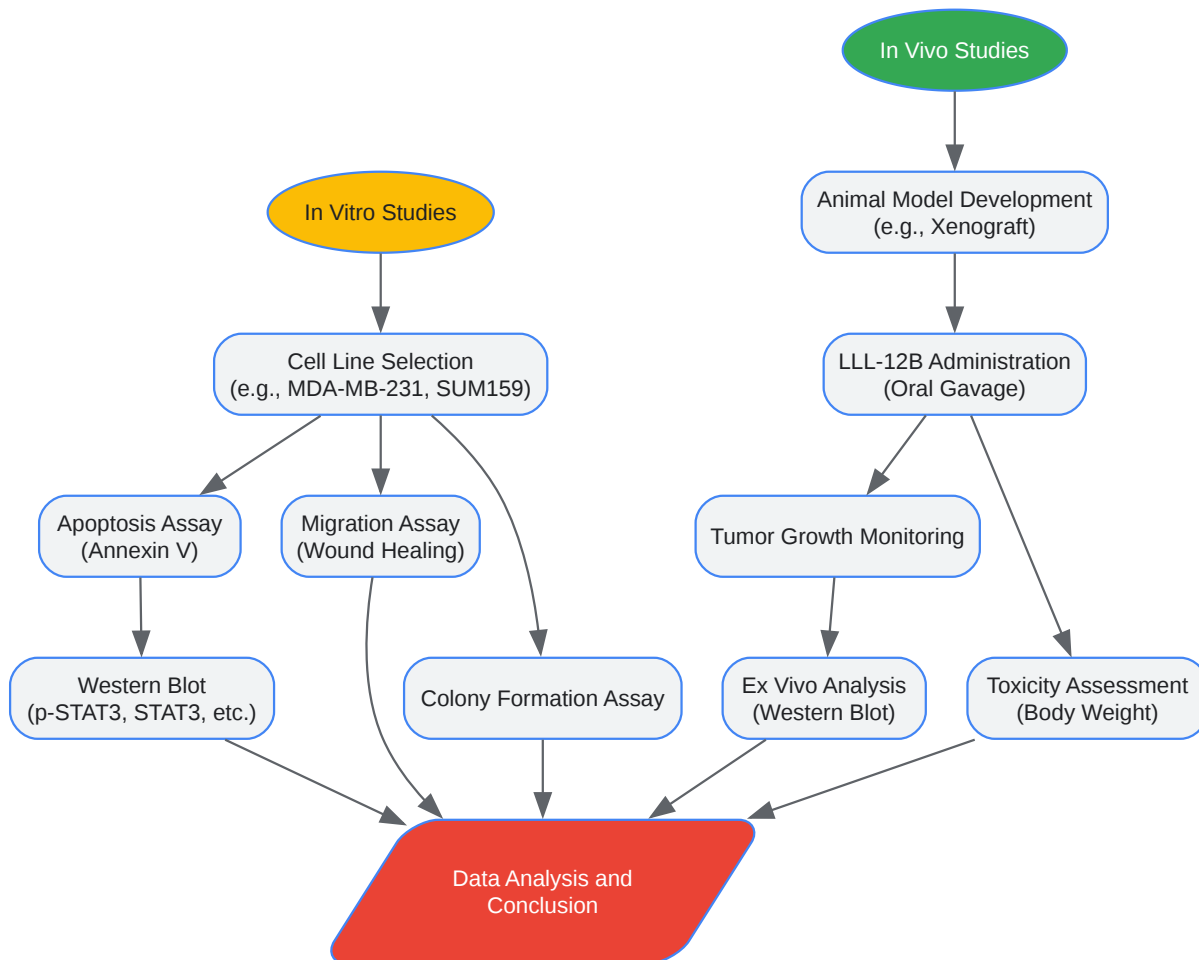 In Vivo Studies
In Vitro Studies
Animal Model Development
(e.g., Xenograft)
Cell Line Selection
(e.g., MDA-MB-231, SUM159)
LLL-12B Administration
(Oral Gavage)
Apoptosis Assay
(Annexin V)
Migration Assay
(Wound Healing)
Tumor Growth Monitoring
Western Blot
(p-STAT3, STAT3, etc.)
Colony Formation Assay
Ex Vivo Analysis
(Western Blot)
Toxicity Assessment
(Body Weight)
Data Analysis and
Conclusion